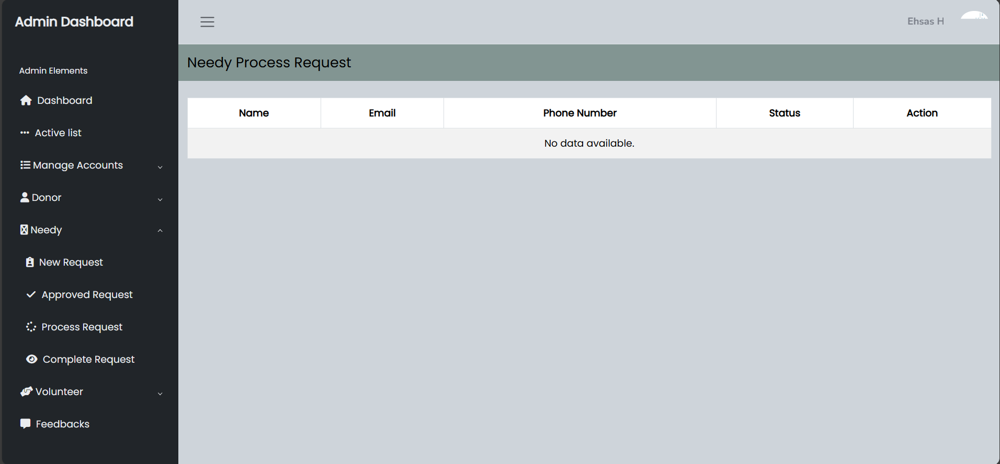 Admin Dashboard
Admin Elements
Dashboard
Active list
Manage Accounts
Donor
Needy
New Request
Approved Request
Process Request
Complete Request
Volunteer
Feedbacks
Ehsas H
Needy Process Request
Name Email Phone Number Status Action
No data available.